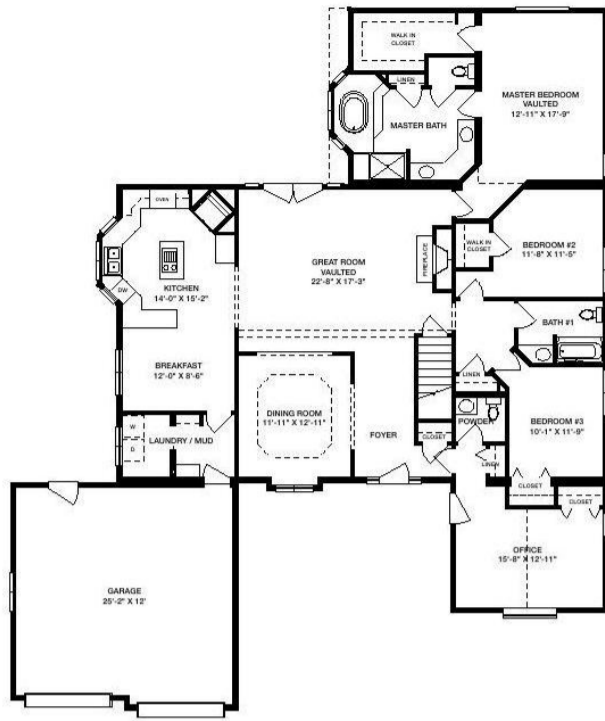 WALK IN
CLOSET
LINEN
MASTER BATH
MASTER BEDROOM
VAULTED
12'-11" X 17'-9"
OVEN
GREAT ROOM
VAULTED
22'-8" X 17'-3"
FIREPLACE
WALK IN
CLOSET
BEDROOM #2
11'-8" X 11'-5"
KITCHEN
14'-0" X 15'-2"
DW
BATH #1
BREAKFAST
12'-0" X 8'-6"
LINEN
DINING ROOM
11'-11" X 12'-11"
FOYER
CLOSET
POWDER
LINEN
BEDROOM #3
10'-1" X 11'-9"
W
D
LAUNDRY / MUD
CLOSET
CLOSET
OFFICE
15'-8" X 12'-11"
GARAGE
25'-2" X 12'